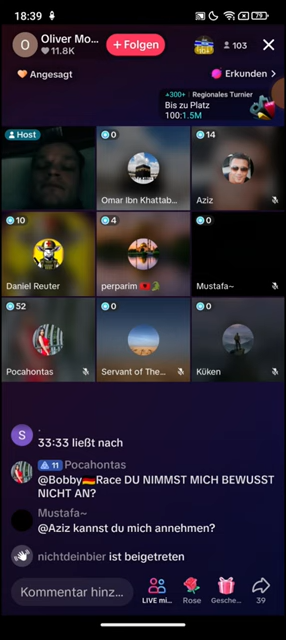 18:39
79
Oliver Mo...
11.8K
+ Folgen
103
Angesagt
Erkunden >
+300+ Regionales Turnier
Bis zu Platz
100:1.5M
Host
0
Omar Ibn Khattab...
14
Aziz
10
Daniel Reuter
4
perparim
0
Mustafa~
52
Pocahontas
0
Servant of The...
0
Küken
S
.
33:33 ließt nach
11 Pocahontas
@Bobby🇩🇪Race DU NIMMST MICH BEWUSST
NICHT AN?
Mustafa~
@Aziz kannst du mich annehmen?
nichtdeinbier ist beigetreten
Kommentar hinz...
LIVE mi...
Rose
Gesche...
39